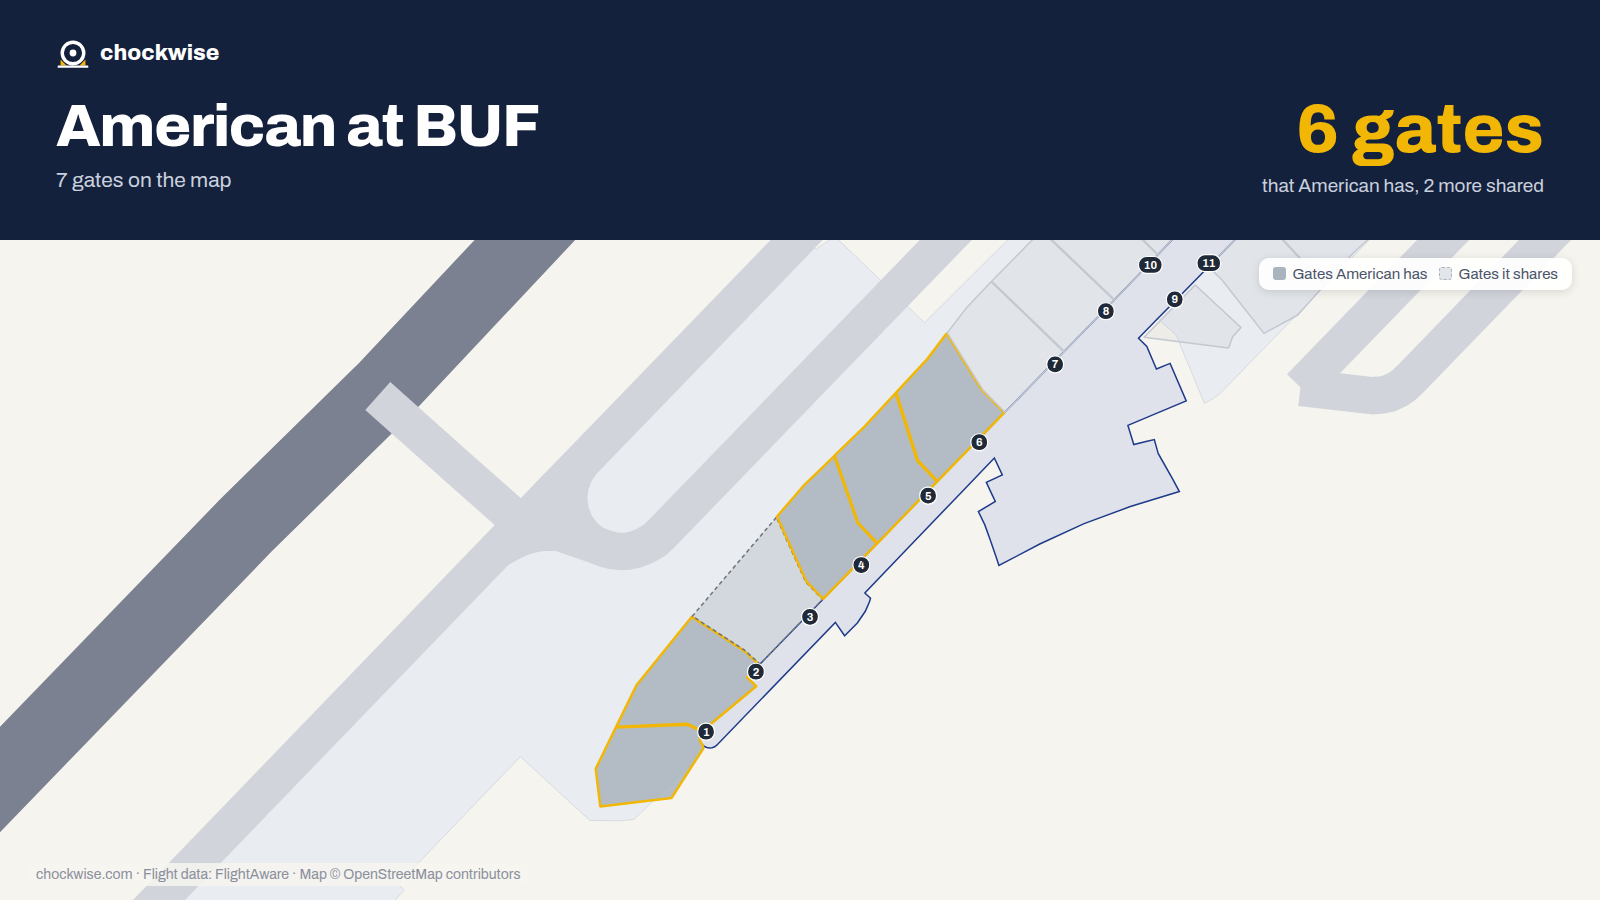 chockwise
American at BUF
7 gates on the map
6 gates
that American has, 2 more shared
Gates American has
Gates it shares
10
11
9
8
7
6
5
4
3
2
1
chockwise.com · Flight data: FlightAware · Map © OpenStreetMap contributors